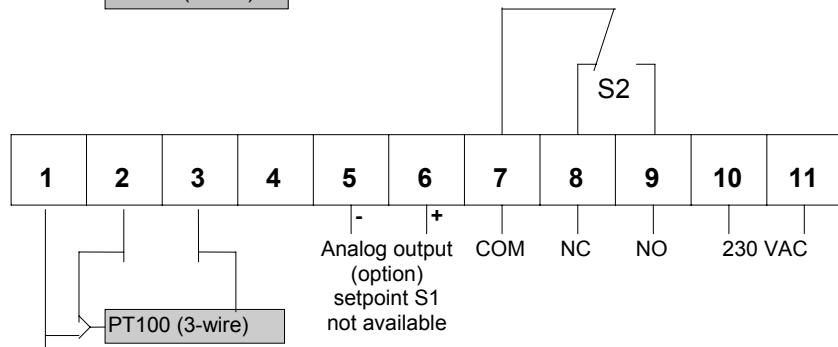 S2
1 2 3 4 5 6 7 8 9 10 11
- +
Analog output COM NC NO 230 VAC
(option)
setpoint S1
not available
PT100 (3-wire)